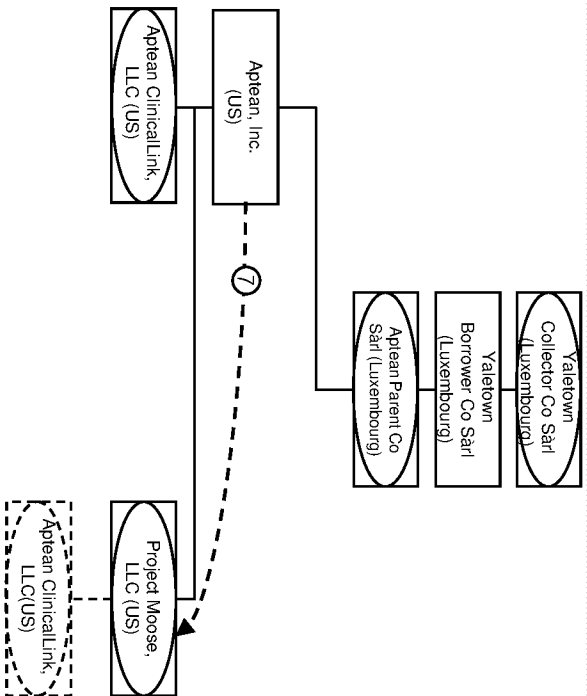 Yaletown
Collector Co Sàrl
(Luxembourg)
Yaletown
Borrower Co Sàrl
(Luxembourg)
Aptean Parent Co
Sàrl (Luxembourg)
Aptean, Inc.
(US)
7
Aptean ClinicalLink,
LLC (US)
Project Moose,
LLC (US)
Aptean ClinicalLink,
LLC(US)